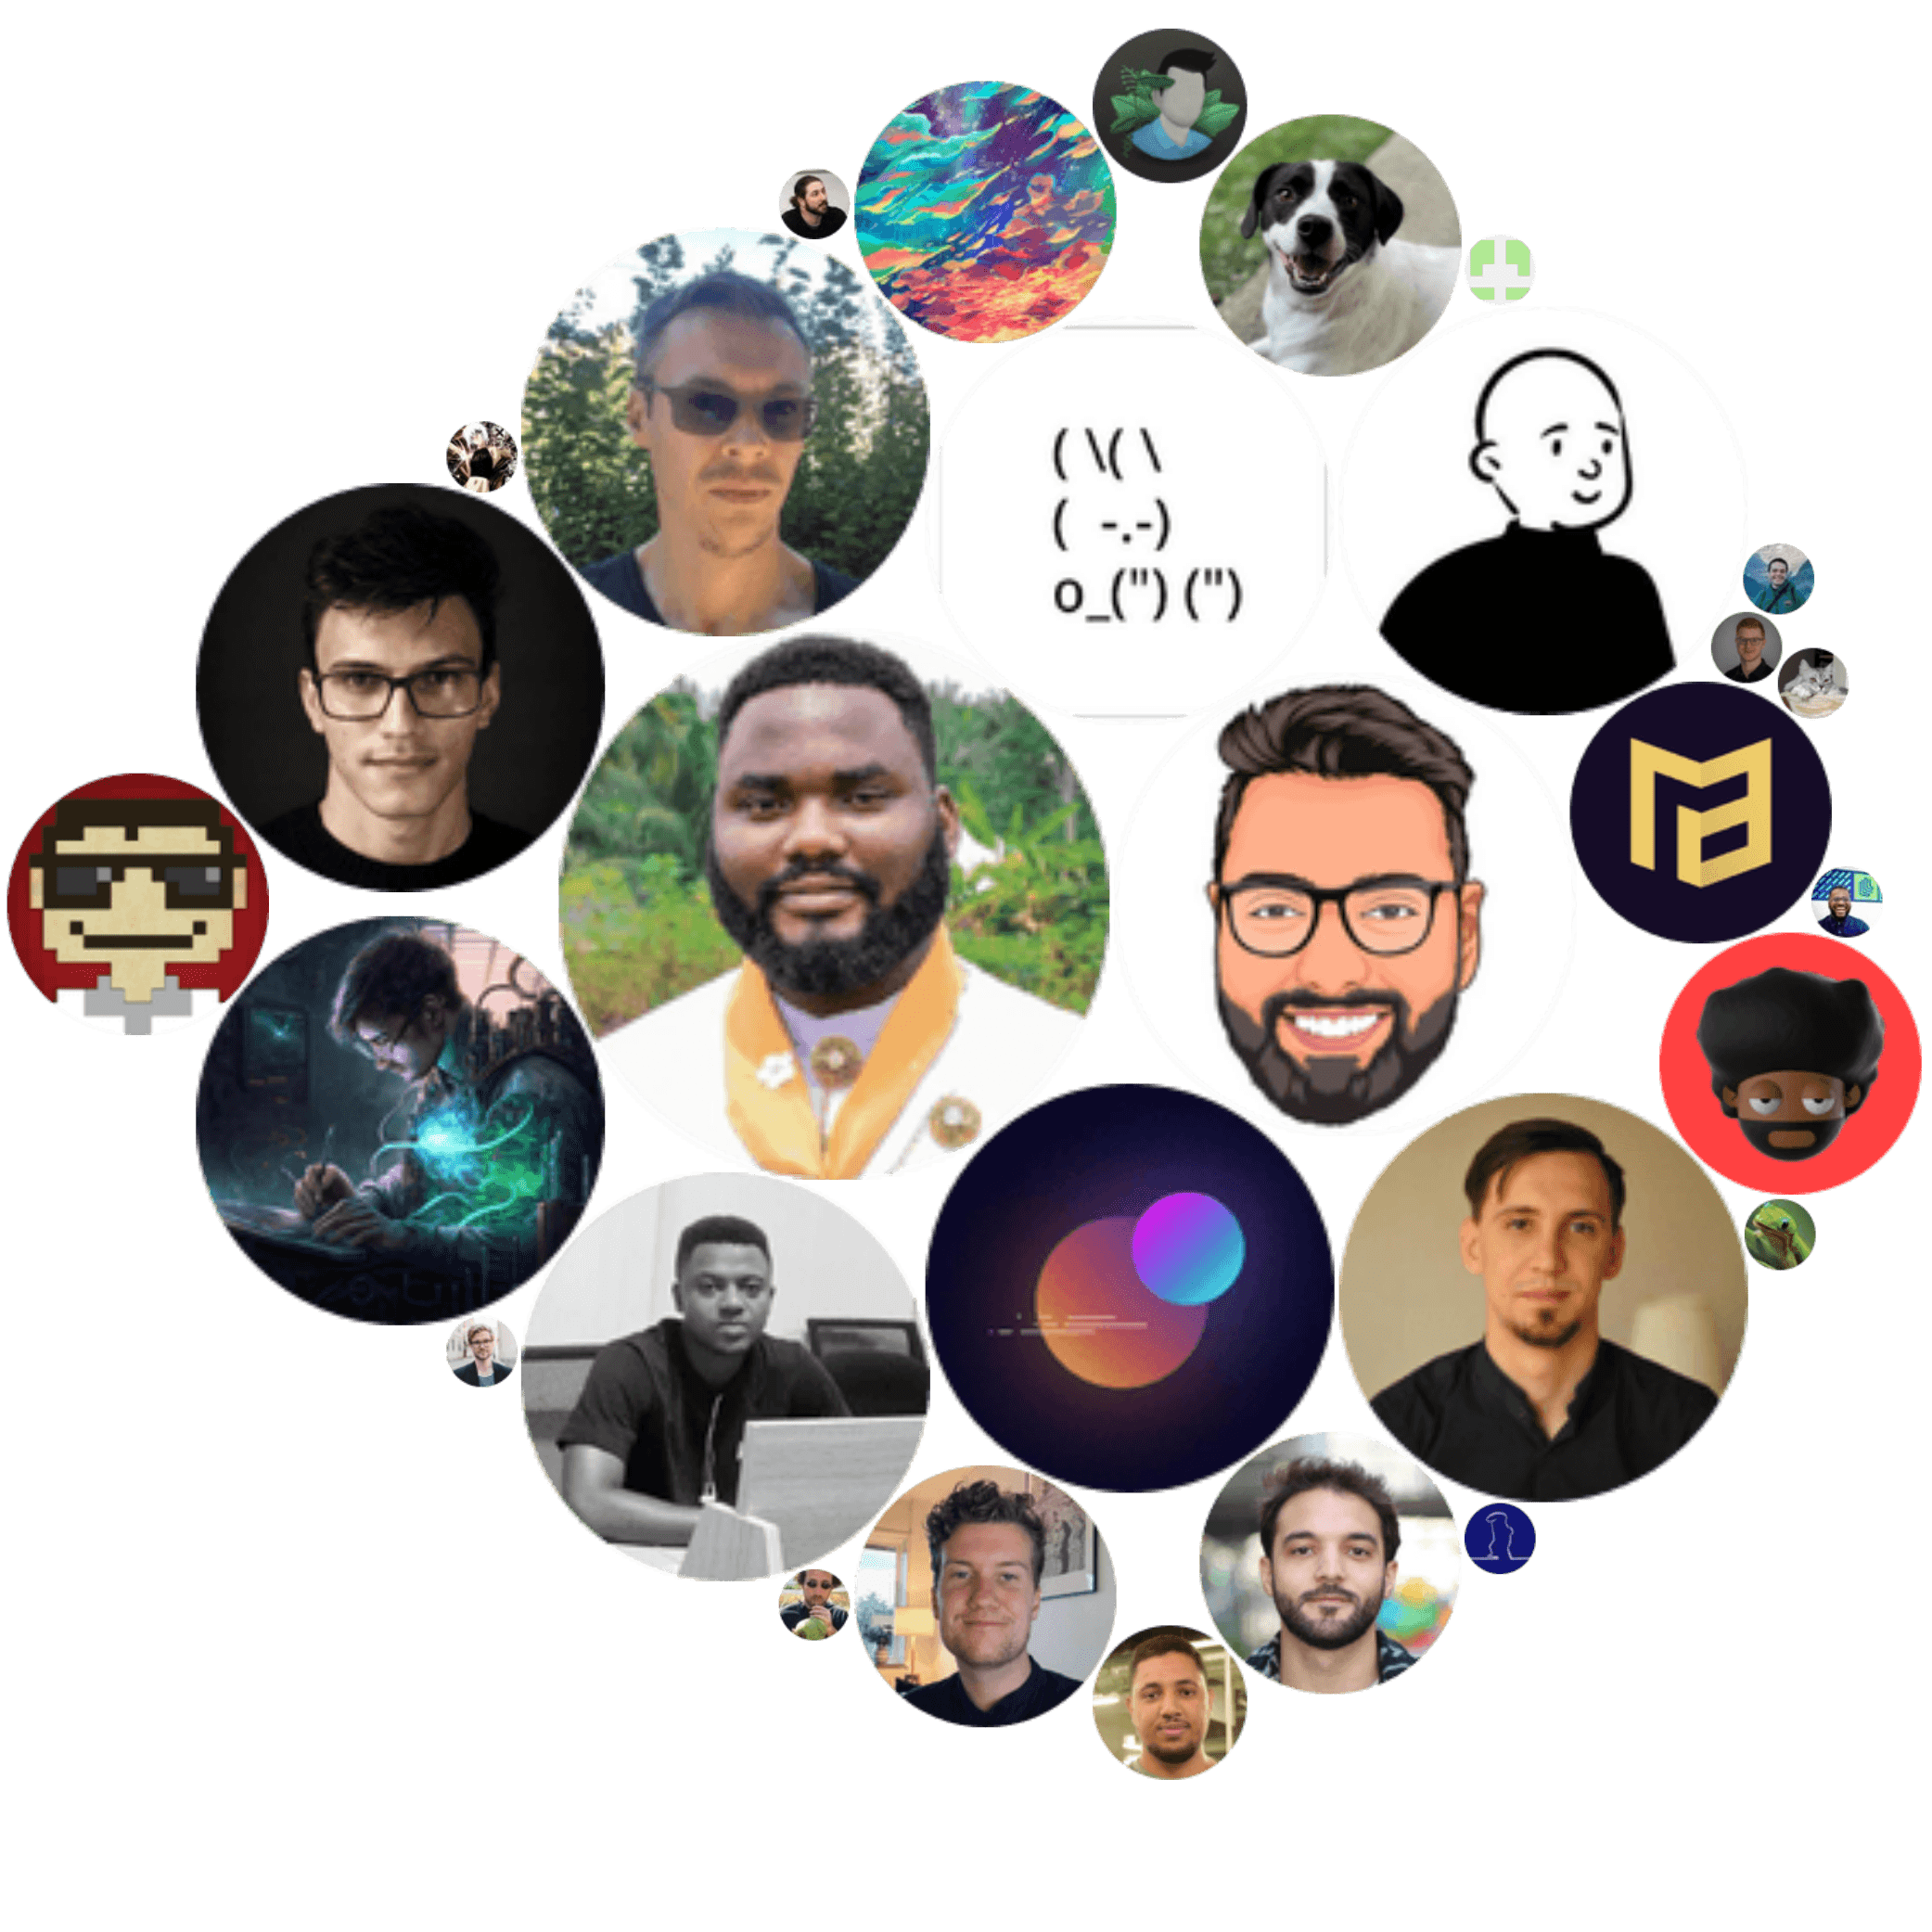 ( \( \
( -.-)
o_(") (")